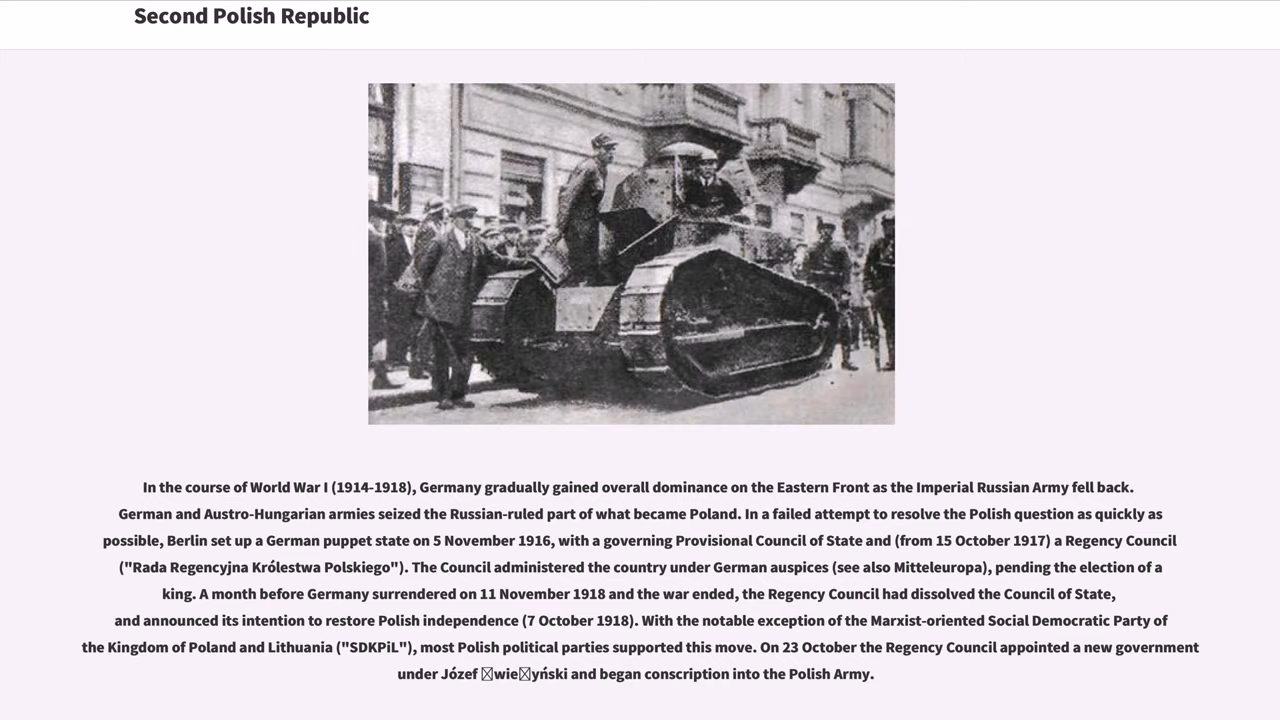 Second Polish Republic
In the course of World War I (1914-1918), Germany gradually gained overall dominance on the Eastern Front as the Imperial Russian Army fell back.
German and Austro-Hungarian armies seized the Russian-ruled part of what became Poland. In a failed attempt to resolve the Polish question as quickly as
possible, Berlin set up a German puppet state on 5 November 1916, with a governing Provisional Council of State and (from 15 October 1917) a Regency Council
("Rada Regencyjna Królestwa Polskiego"). The Council administered the country under German auspices (see also Mitteleuropa), pending the election of a
king. A month before Germany surrendered on 11 November 1918 and the war ended, the Regency Council had dissolved the Council of State,
and announced its intention to restore Polish independence (7 October 1918). With the notable exception of the Marxist-oriented Social Democratic Party of
the Kingdom of Poland and Lithuania ("SDKPiL"), most Polish political parties supported this move. On 23 October the Regency Council appointed a new government
under Józef 🞎wie🞎yński and began conscription into the Polish Army.